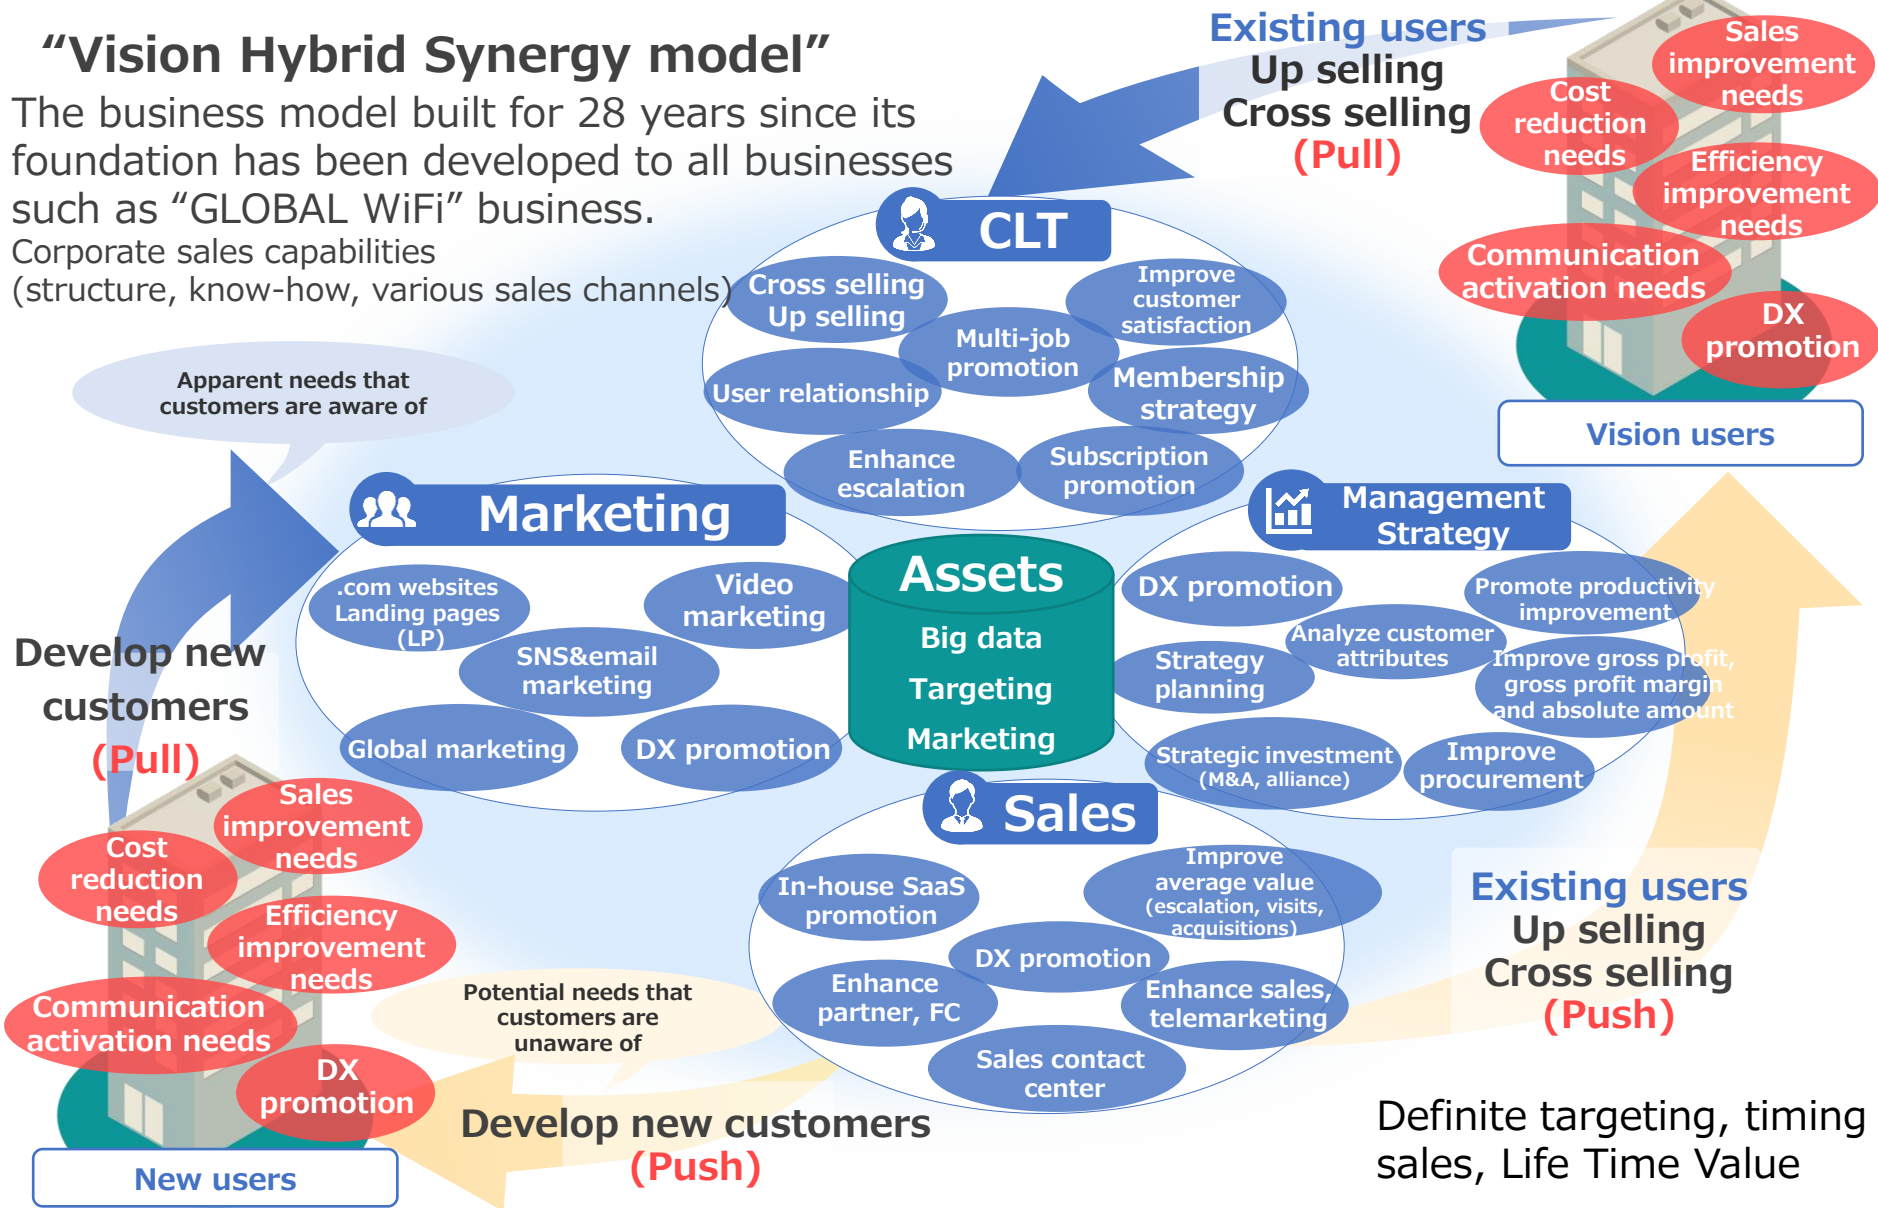 “Vision Hybrid Synergy model”
The business model built for 28 years since its
foundation has been developed to all businesses
such as “GLOBAL WiFi” business.
Corporate sales capabilities
(structure, know-how, various sales channels)
Existing users
Up selling
Cross selling
(Pull)
Sales
improvement
needs
Cost
reduction
needs
Efficiency
improvement
needs
Communication
activation needs
DX
promotion
Vision users
CLT
Cross selling
Up selling
Improve
customer
satisfaction
Multi-job
promotion
User relationship
Membership
strategy
Enhance
escalation
Subscription
promotion
Apparent needs that
customers are aware of
Marketing
.com websites
Landing pages
(LP)
Video
marketing
SNS&email
marketing
Global marketing
DX promotion
Assets
Big data
Targeting
Marketing
Management
Strategy
DX promotion
Promote productivity
improvement
Analyze customer
attributes
Strategy
planning
Improve gross profit,
gross profit margin
and absolute amount
Strategic investment
(M&A, alliance)
Improve
procurement
Develop new
customers
(Pull)
Sales
improvement
needs
Cost
reduction
needs
Efficiency
improvement
needs
Communication
activation needs
DX
promotion
New users
Sales
In-house SaaS
promotion
Improve
average value
(escalation, visits,
acquisitions)
DX promotion
Enhance
partner, FC
Enhance sales,
telemarketing
Sales contact
center
Potential needs that
customers are
unaware of
Develop new customers
(Push)
Existing users
Up selling
Cross selling
(Push)
Definite targeting, timing
sales, Life Time Value